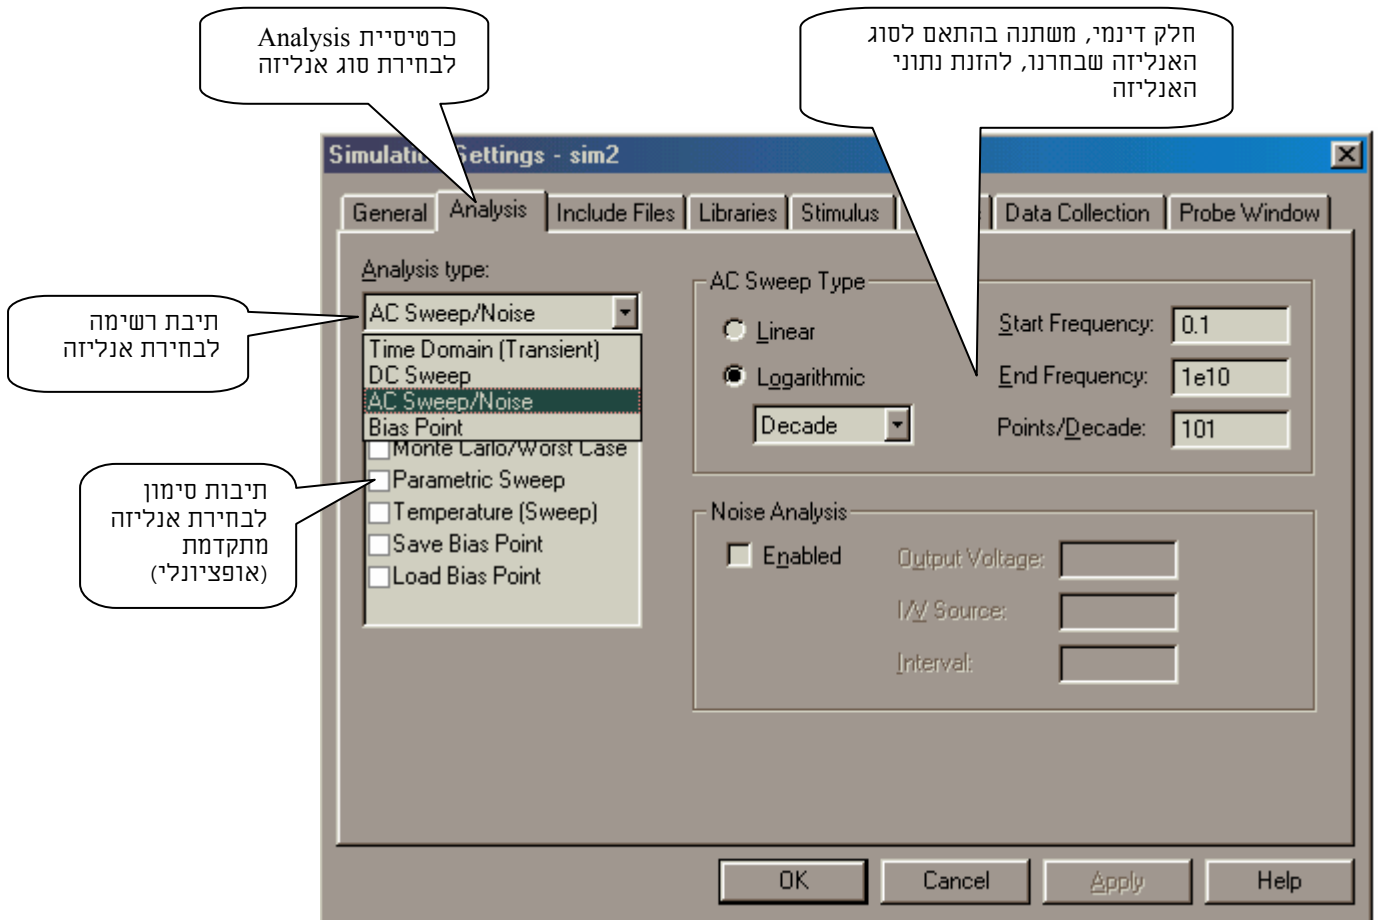 כרטיסיית Analysis
לבחירת סוג אנליזה
חלק דינמי, משתנה בהתאם לסוג
האנליזה שבחרנו, להזנת נתוני
האנליזה
Settings - sim2
General Analysis Include Files Libraries Stimulus Data Collection Probe Window
Analysis type:
AC Sweep/Noise
Time Domain (Transient)
DC Sweep
AC Sweep/Noise
Bias Point
Monte Carlo/Worst Case
Parametric Sweep
Temperature (Sweep)
Save Bias Point
Load Bias Point
תיבת רשימה
לבחירת אנליזה
תיבות סימון
לבחירת אנליזה
מתקדמת
(אופציונלי)
AC Sweep Type
Linear
Logarithmic
Decade
Start Frequency: 0.1
End Frequency: 1e10
Points/Decade: 101
Noise Analysis
Enabled
Output Voltage:
I/V Source:
Interval:
OK Cancel Apply Help